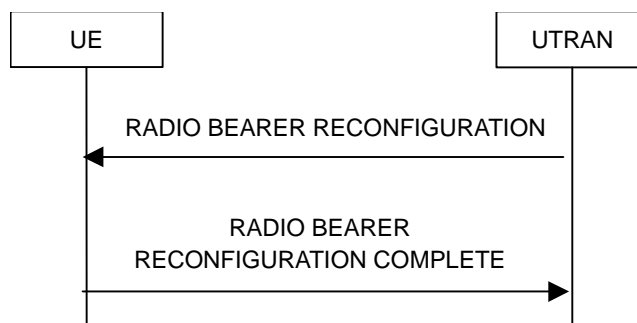 UE
UTRAN
RADIO BEARER RECONFIGURATION
RADIO BEARER
RECONFIGURATION COMPLETE